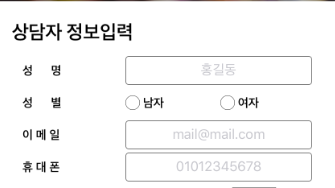 상담자 정보입력
성 명 홍길동
성 별 남자 여자
이 메 일 mail@mail.com
휴 대 폰 01012345678